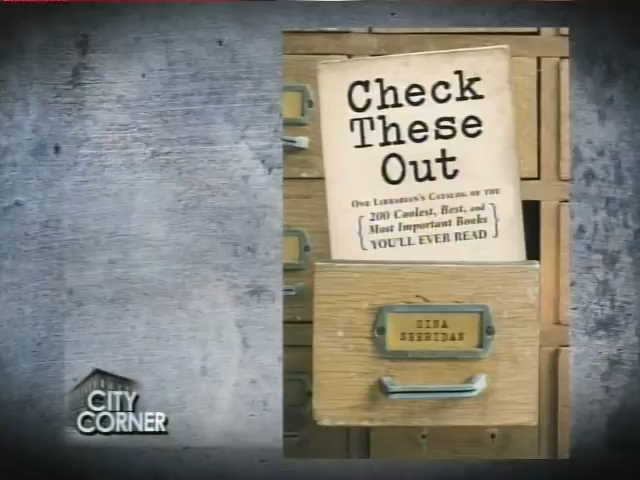 Check
These
Out
ONE LIBRARIAN'S CATALOG OF THE
200 Coolest, Best, and
Most Important Books
YOU'LL EVER READ
GINA
SHERIDAN
CITY
CORNER